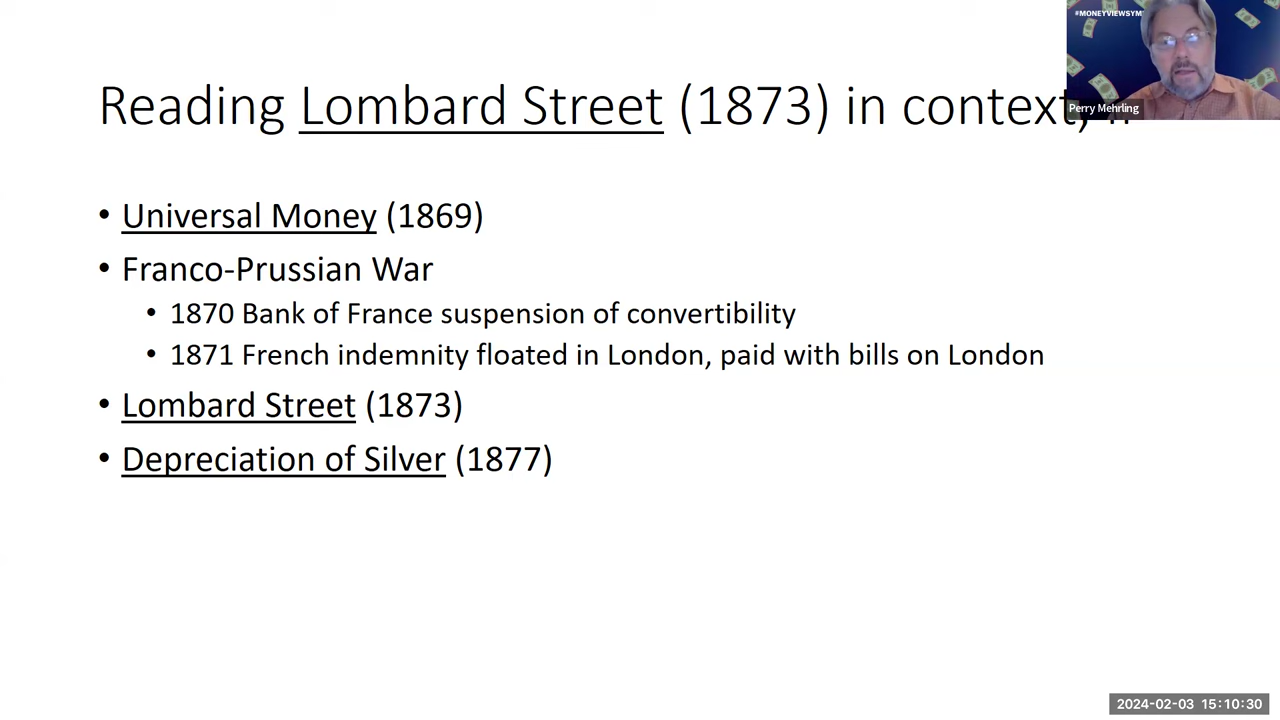 #MONEYVIEWSYM
Perry Mehrling
Reading Lombard Street (1873) in context,
• Universal Money (1869)
• Franco-Prussian War
• 1870 Bank of France suspension of convertibility
• 1871 French indemnity floated in London, paid with bills on London
• Lombard Street (1873)
• Depreciation of Silver (1877)
2024-02-03 15:10:30